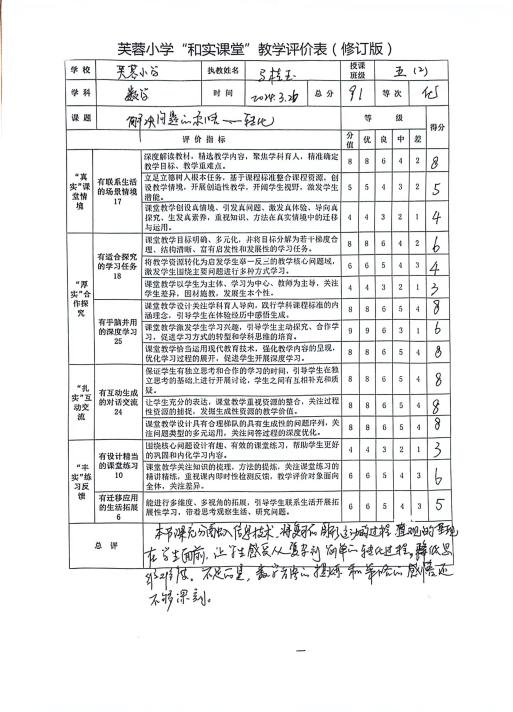 芙蓉小学“和实课堂”教学评价表（修订版）
学校 芙蓉小学 执教姓名 授课班级 五（2）
学科 数学 时间 2024.3.26 总分 91 等次 优
课题 解决问题的策略——转化 等级 得分
评价指标 分值 优 良 中 差
“真实”课堂情境 有联系生活的场景情境 17 深度解读教材，精选教学内容，聚焦学科育人，精准确定教学目标、教学重难点。 8 8 6 4 2 8
立足立德树人根本任务，基于课程标准整合课程资源，创设教学情境，开展创造性教学，开阔学生视野，激发学生潜能。 5 5 4 3 2 5
课堂教学创设真情境、引发真问题、激发真体验、导向真探究、生发真素养，重视知识、方法在真实情境中的迁移与运用。 4 4 3 2 1 4
“厚实”合作探究 有适合探究的学习任务 18 课堂教学目标明确、多元化，并将目标分解为若干梯度合理、结构清晰、富有启发性和发展性的学习任务。 8 8 6 4 2 6
将教学资源转化为启发学生举一反三的教学核心问题域，激发学生围绕主要问题进行多种方式学习。 6 6 5 4 3 4
课堂教学以学生为主体、学习为中心、教师为主导，关注学生差异，因材施教，发展生本个性。 4 4 3 2 1 3
有手脑并用的深度学习 25 课堂教学设计关注学科育人导向，践行学科课程标准的内涵理念，引导学生在体验经历中感悟生成。 8 8 6 5 4 8
课堂教学激发学生学习兴趣，引导学生主动探究、合作学习，促进学习方式的转型和学科思维的培育。 9 9 6 3 1 6
课堂教学恰当运用现代教育技术，强化教学内容的呈现，优化学习过程的展开，促进学生开展深度学习。 8 8 6 5 4 8
“扎实”互动交流 有互动生成的对话交流 24 保证学生有独立思考和合作的学习的时间，引导学生在独立思考的基础上进行开展讨论，学生之间有互相补充和质疑。 8 8 6 5 4 8
让学生充分的表达，课堂教学重视资源的整合，关注过程性资源的捕捉，发掘生成性资源的教学价值。 8 8 6 5 4 8
课堂教学设计具有合理梯队的具有生成性的问题序列，关注问题类型的多元运用，关注问答过程的深度优化。 8 8 6 5 4 8
“丰实”练习反馈 有设计精当的课堂练习 10 围绕核心问题设计有趣、有效的课堂练习，帮助学生更好的巩固和内化学习内容。 4 4 3 2 1 3
课堂教学关注知识的梳理，方法的提炼，关注课堂练习的精讲精练，重视课内即时性检测反馈，教学评价对象面向全体，关注差异。 6 6 5 4 3 6
有迁移应用的生活拓展 6 能进行多维度、多视角的拓展，引导学生联系生活开展拓展性学习，带着思考观察生活、研究问题。 6 6 5 4 3 5
总评 本节课充分融入信息技术，将复杂的图形运动的过程直观的呈现
在学生面前，让学生感受从复杂到简单的转化过程，降低思
维难度。不足的是，数学方法的提炼和策略的感悟还
不够深刻。